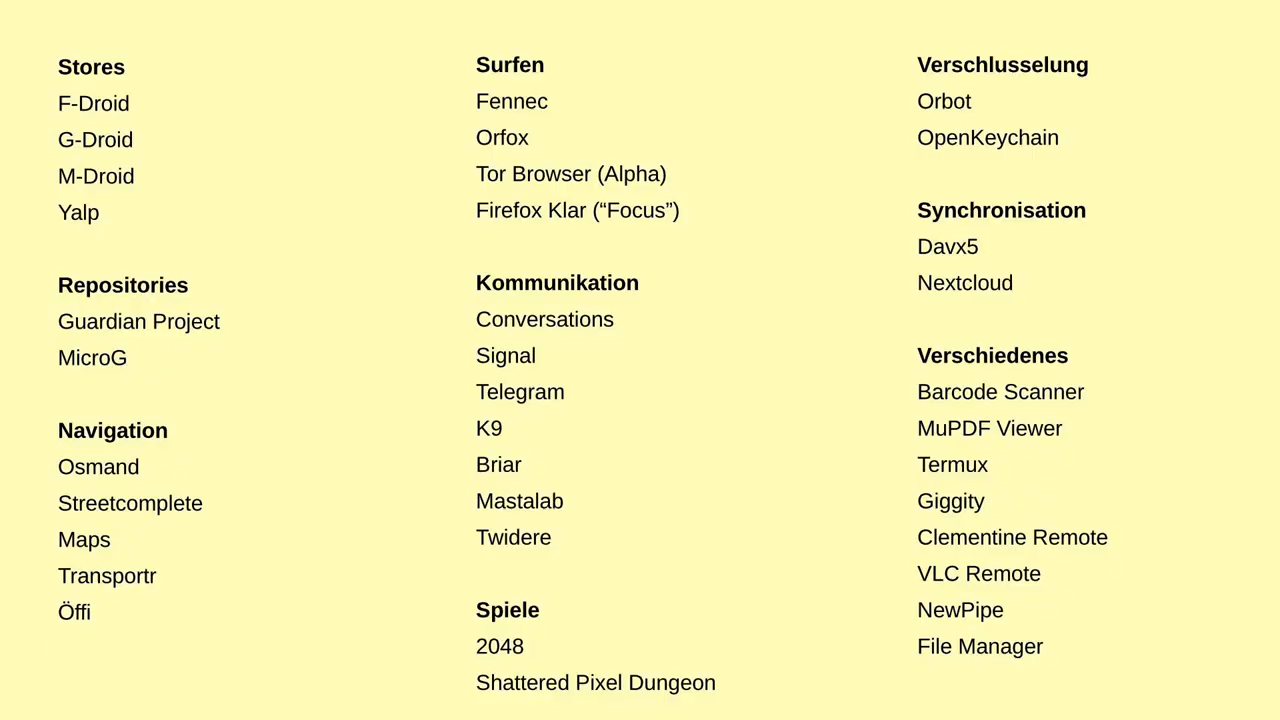 Stores
F-Droid
G-Droid
M-Droid
Yalp
Repositories
Guardian Project
MicroG
Navigation
Osmand
Streetcomplete
Maps
Transportr
Öffi
Surfen
Fennec
Orfox
Tor Browser (Alpha)
Firefox Klar (“Focus”)
Kommunikation
Conversations
Signal
Telegram
K9
Briar
Mastalab
Twidere
Spiele
2048
Shattered Pixel Dungeon
Verschlusselung
Orbot
OpenKeychain
Synchronisation
Davx5
Nextcloud
Verschiedenes
Barcode Scanner
MuPDF Viewer
Termux
Giggity
Clementine Remote
VLC Remote
NewPipe
File Manager